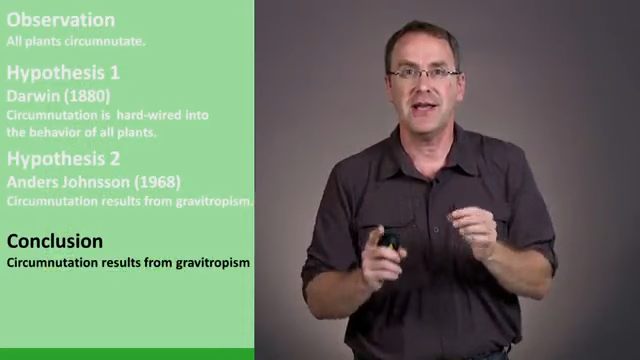 Observation
All plants circumnutate.
Hypothesis 1
Darwin (1880)
Circumnutation is hard-wired into
the behavior of all plants.
Hypothesis 2
Anders Johnsson (1968)
Circumnutation results from gravitropism.
Conclusion
Circumnutation results from gravitropism